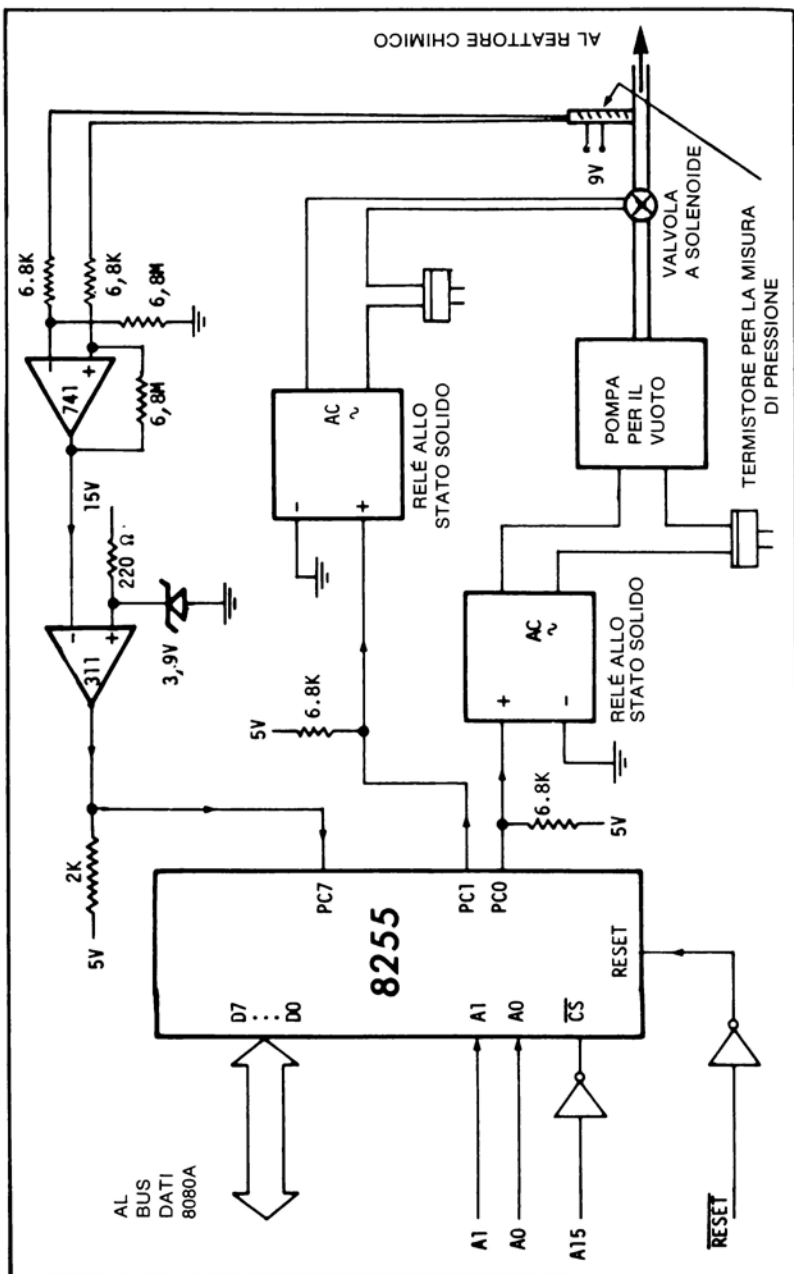 AL
BUS
DATI
8080A
D7
...
D0
A1
A0
A15
RESET
A1
A0
CS
RESET
8255
PC7
PC1
PC0
5V
2K
311
-
+
3,9V
220 Ω
15V
741
-
+
6,8M
6.8K
6,8K
6,8M
5V
6.8K
-
+
AC
~
RELÉ ALLO
STATO SOLIDO
5V
6.8K
+
-
AC
~
RELÉ ALLO
STATO SOLIDO
POMPA
PER IL
VUOTO
VALVOLA
A SOLENOIDE
9V
TERMISTORE PER LA MISURA
DI PRESSIONE
AL REATTORE CHIMICO